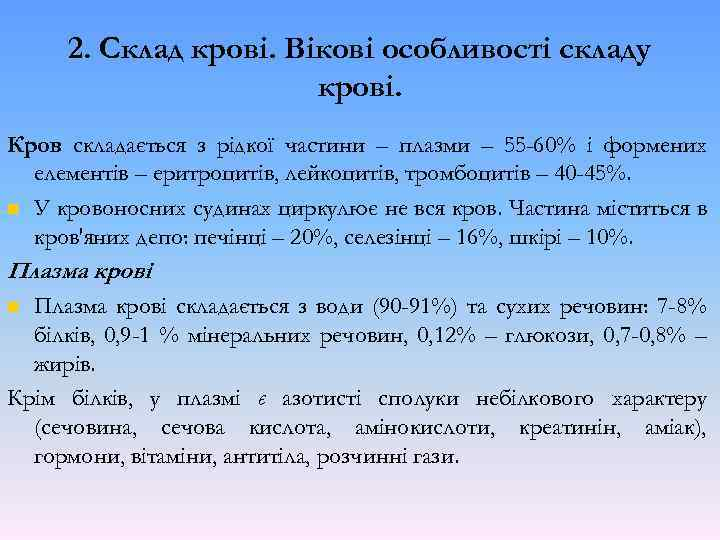 2. Склад крові. Вікові особливості складу
крові.
Кров складається з рідкої частини – плазми – 55-60% і формених
елементів – еритроцитів, лейкоцитів, тромбоцитів – 40-45%.
У кровоносних судинах циркулює не вся кров. Частина міститься в
кров'яних депо: печінці – 20%, селезінці – 16%, шкірі – 10%.
Плазма крові
Плазма крові складається з води (90-91%) та сухих речовин: 7-8%
білків, 0,9-1 % мінеральних речовин, 0,12% – глюкози, 0,7-0,8% –
жирів.
Крім білків, у плазмі є азотисті сполуки небілкового характеру
(сечовина, сечова кислота, амінокислоти, креатинін, аміак),
гормони, вітаміни, антитіла, розчинні гази.